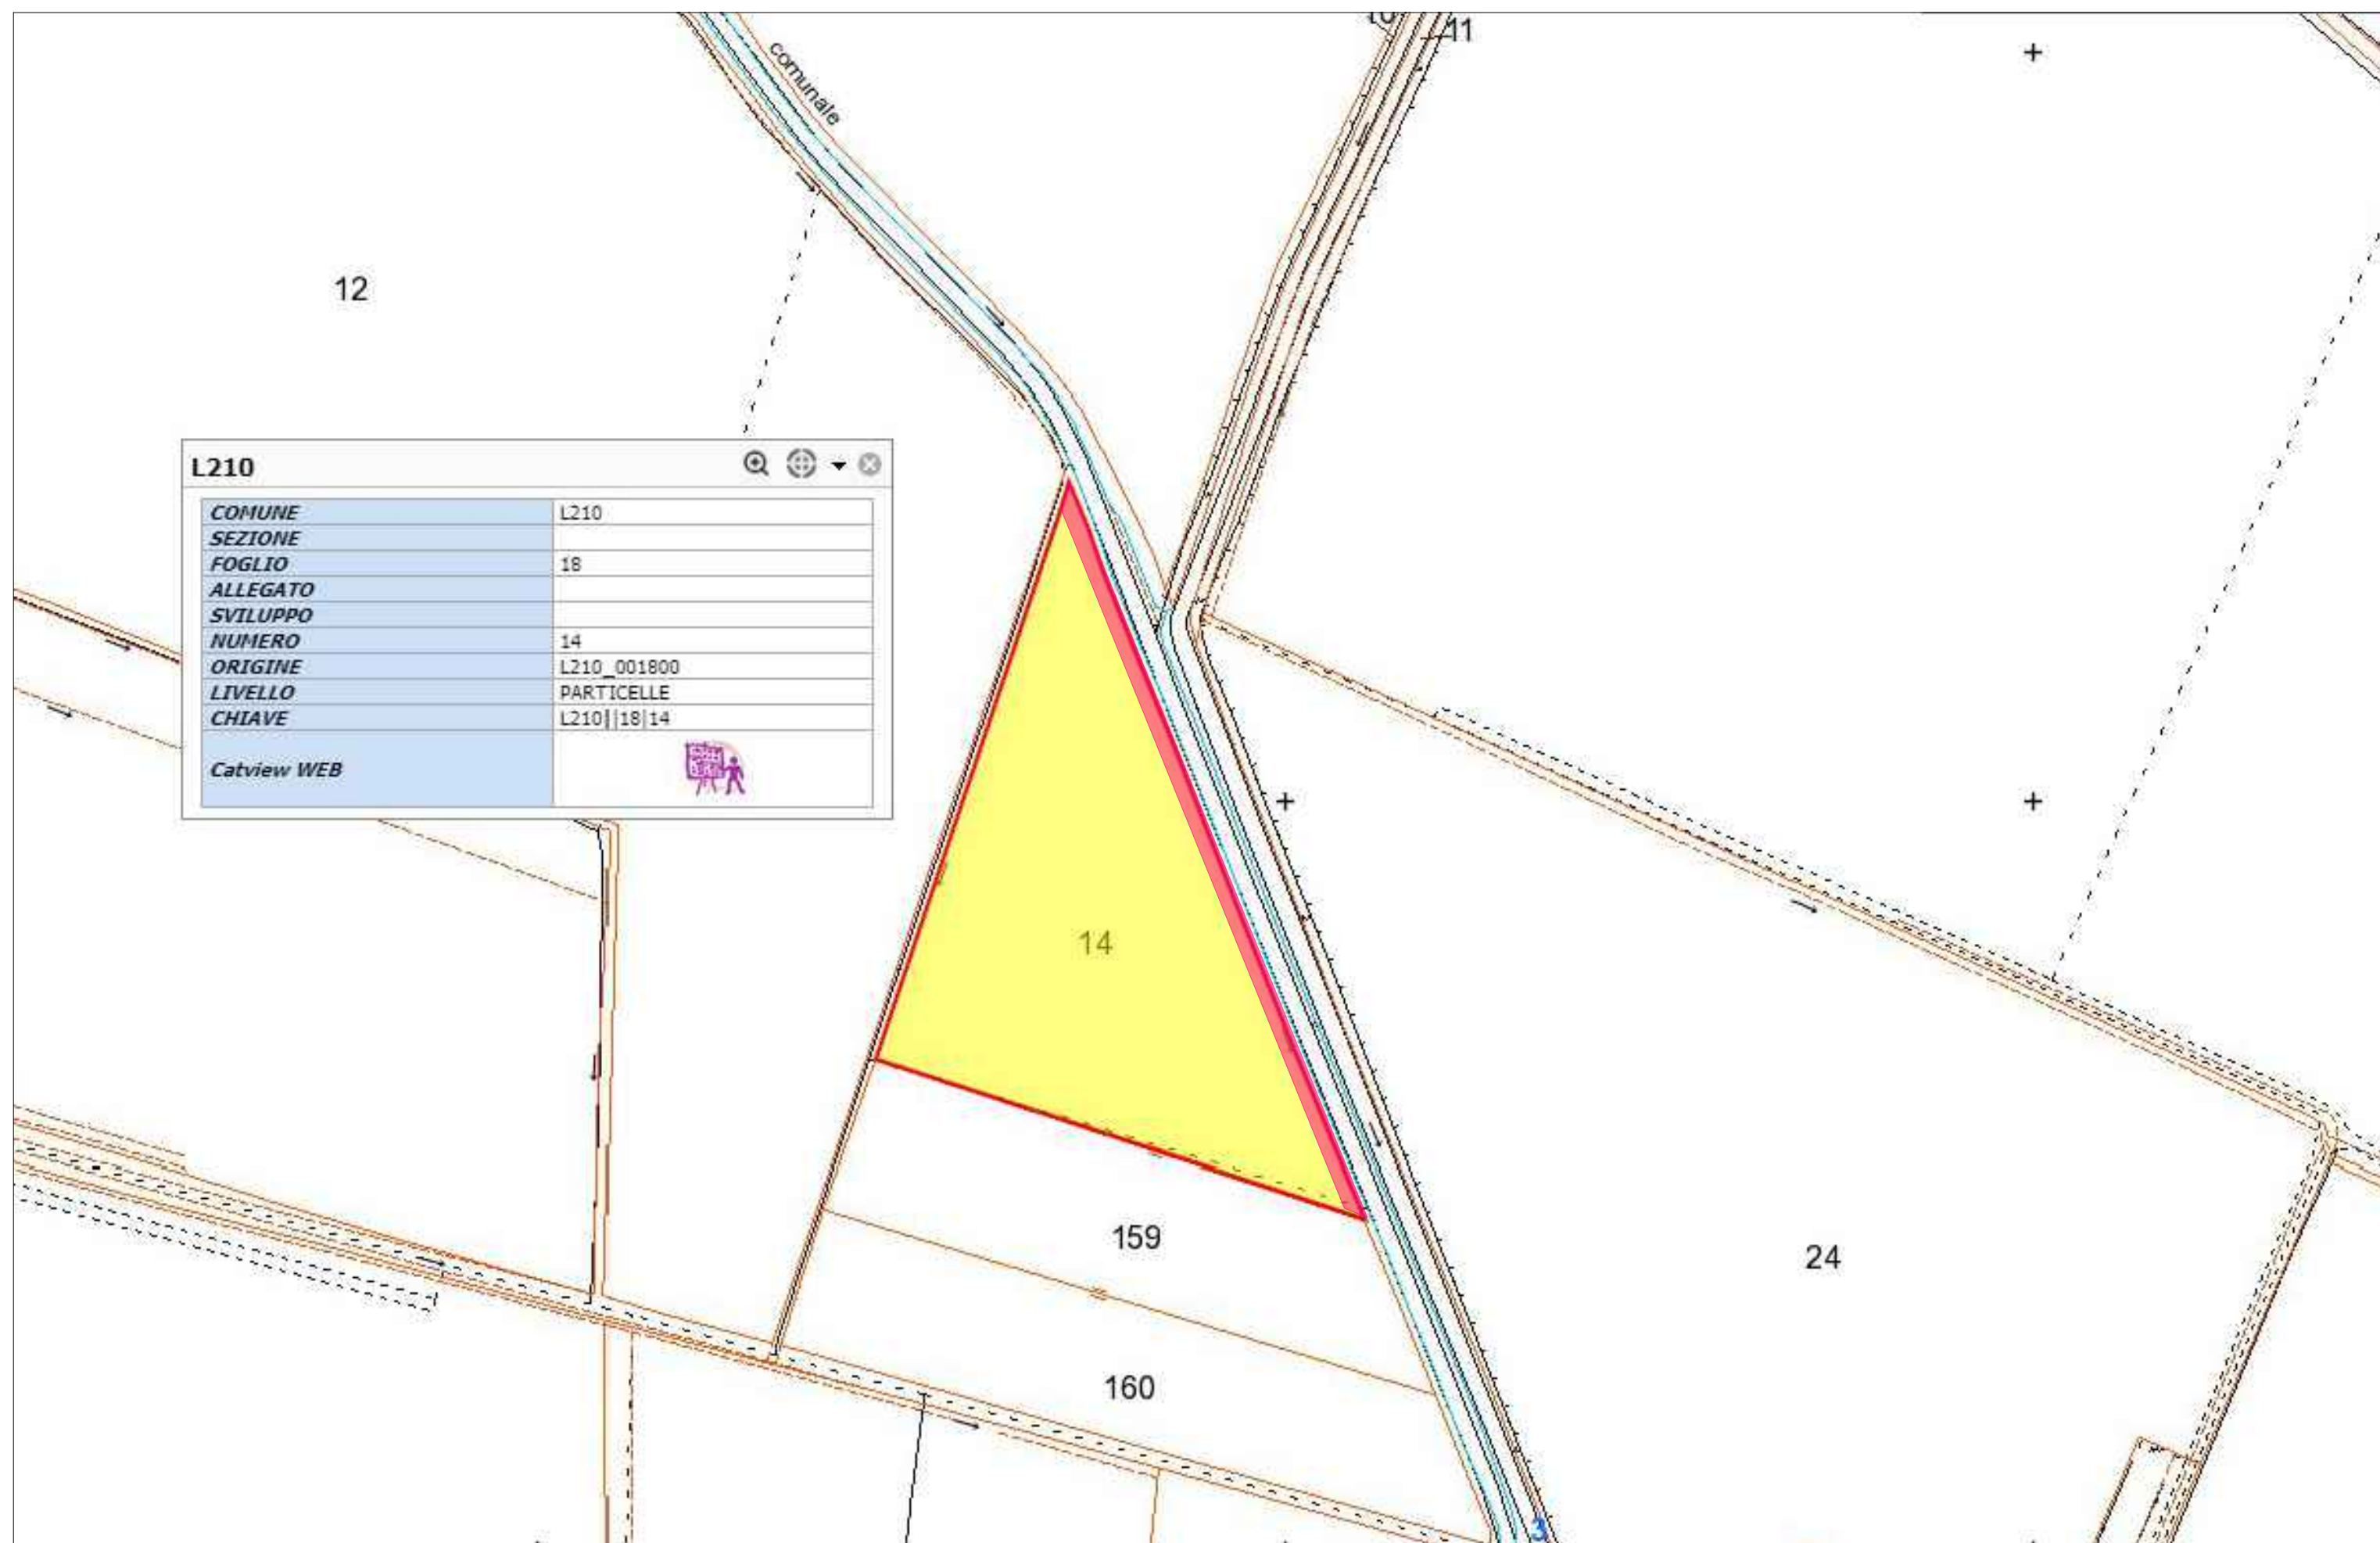 11
comunale
12
L210
COMUNE L210
SEZIONE
FOGLIO 18
ALLEGATO
SVILUPPO
NUMERO 14
ORIGINE L210_001800
LIVELLO PARTICELLE
CHIAVE L210||18|14
Catview WEB
14
159
24
160
3